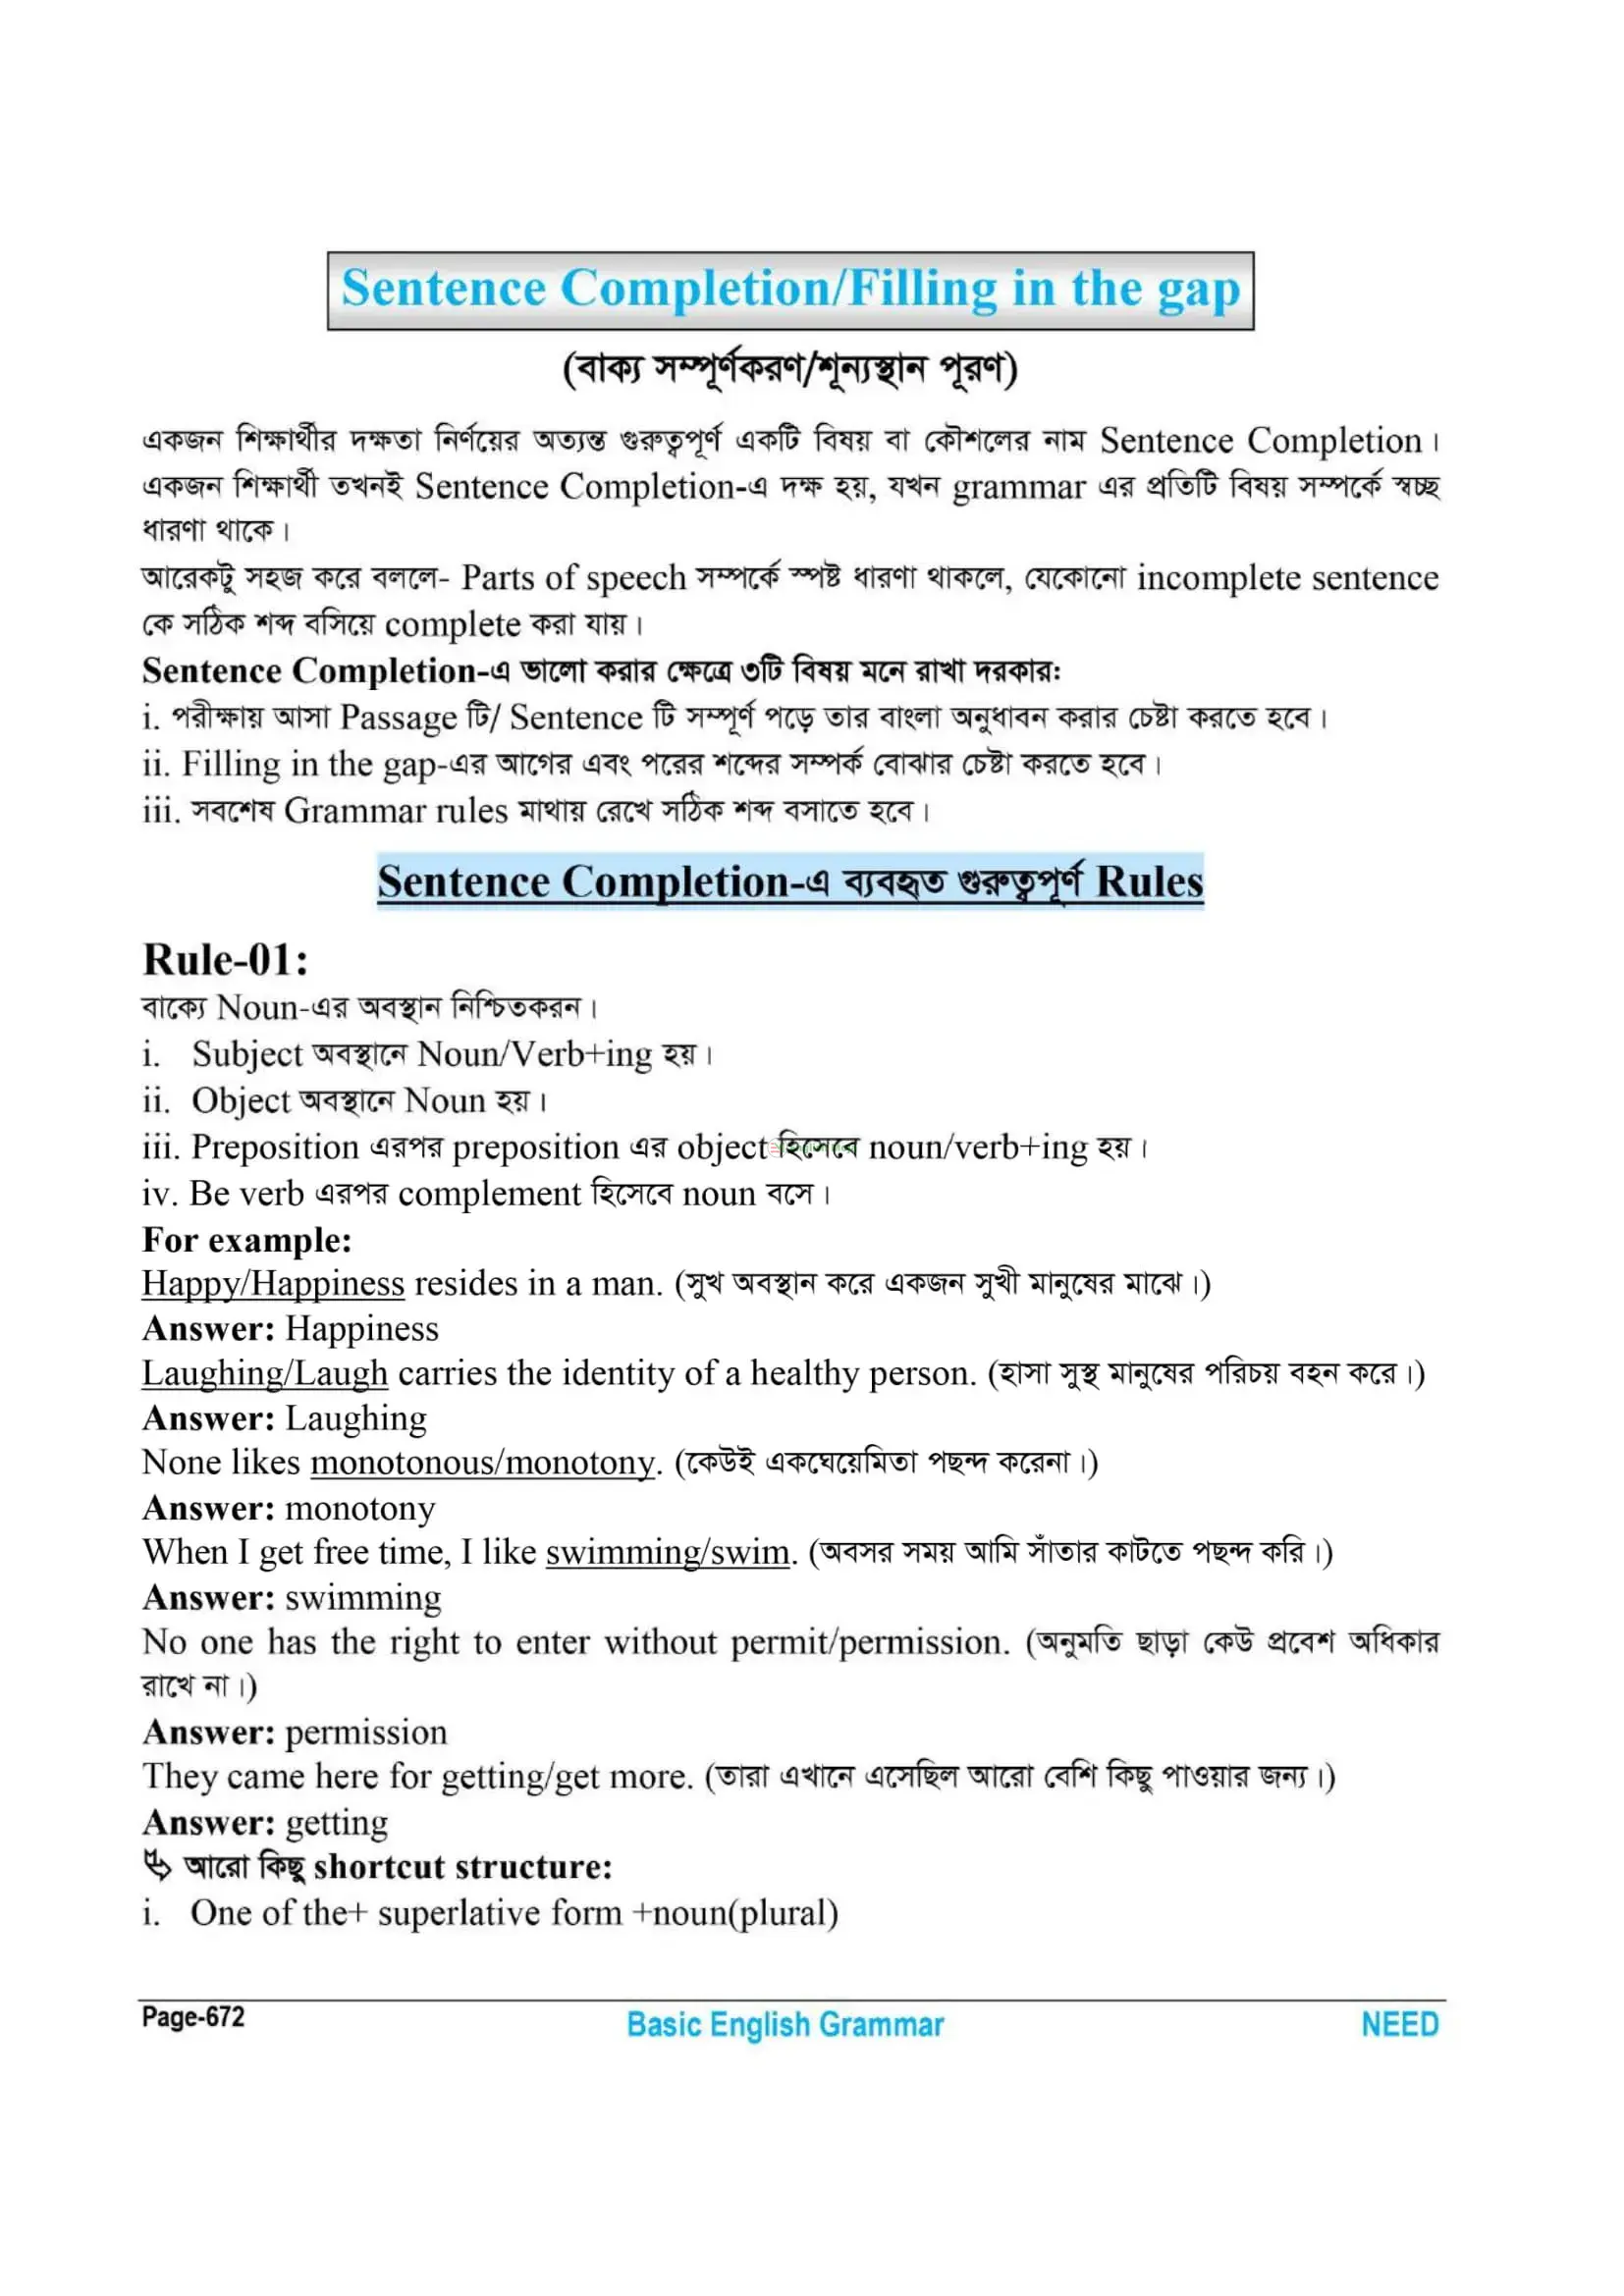 Sentence Completion/Filling in the gap
(বাক্য সম্পূর্ণকরণ/শূন্যস্থান পূরণ)
একজন শিক্ষার্থীর দক্ষতা নির্ণয়ের অত্যন্ত গুরুত্বপূর্ণ একটি বিষয় বা কৌশলের নাম Sentence Completion।
একজন শিক্ষার্থী তখনই Sentence Completion-এ দক্ষ হয়, যখন grammar এর প্রতিটি বিষয় সম্পর্কে স্বচ্ছ
ধারণা থাকে।
আরেকটু সহজ করে বললে- Parts of speech সম্পর্কে স্পষ্ট ধারণা থাকলে, যেকোনো incomplete sentence
কে সঠিক শব্দ বসিয়ে complete করা যায়।
Sentence Completion-এ ভালো করার ক্ষেত্রে ৩টি বিষয় মনে রাখা দরকারঃ
i. পরীক্ষায় আসা Passage টি/ Sentence টি সম্পূর্ণ পড়ে তার বাংলা অনুধাবন করার চেষ্টা করতে হবে।
ii. Filling in the gap-এর আগের এবং পরের শব্দের সম্পর্ক বোঝার চেষ্টা করতে হবে।
iii. সবশেষ Grammar rules মাথায় রেখে সঠিক শব্দ বসাতে হবে।
Sentence Completion-এ ব্যবহৃত গুরুত্বপূর্ণ Rules
Rule-01:
বাক্যে Noun-এর অবস্থান নিশ্চিতকরন।
i. Subject অবস্থানে Noun/Verb+ing হয়।
ii. Object অবস্থানে Noun হয়।
iii. Preposition এরপর preposition এর object হিসেবে noun/verb+ing হয়।
iv. Be verb এরপর complement হিসেবে noun বসে।
For example:
Happy/Happiness resides in a man. (সুখ অবস্থান করে একজন সুখী মানুষের মাঝে।)
Answer: Happiness
Laughing/Laugh carries the identity of a healthy person. (হাসা সুস্থ মানুষের পরিচয় বহন করে।)
Answer: Laughing
None likes monotonous/monotony. (কেউই একঘেয়েমিতা পছন্দ করেনা।)
Answer: monotony
When I get free time, I like swimming/swim. (অবসর সময় আমি সাঁতার কাটতে পছন্দ করি।)
Answer: swimming
No one has the right to enter without permit/permission. (অনুমতি ছাড়া কেউ প্রবেশ অধিকার
রাখে না।)
Answer: permission
They came here for getting/get more. (তারা এখানে এসেছিল আরো বেশি কিছু পাওয়ার জন্য।)
Answer: getting
আরো কিছু shortcut structure:
i. One of the+ superlative form +noun(plural)
Page-672 Basic English Grammar NEED